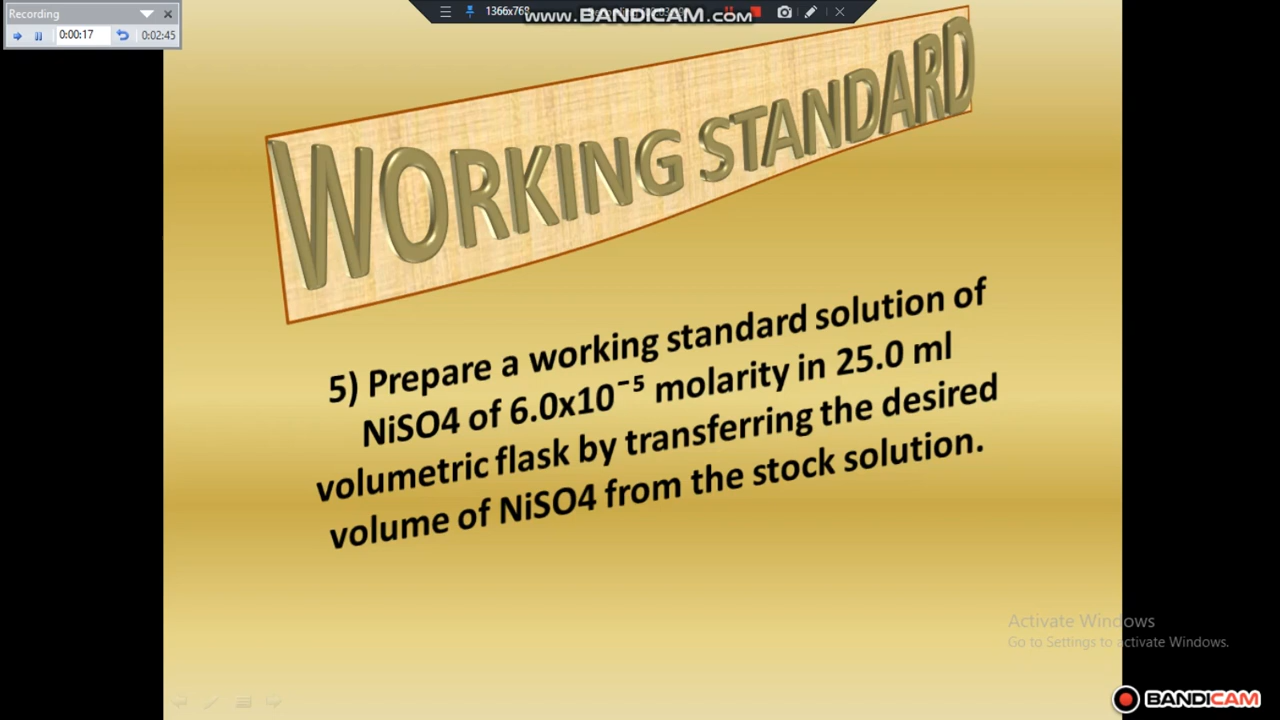 Recording
0:00:17
0:02:45
1366x768
www.BANDICAM.com
WORKING STANDARD
5) Prepare a working standard solution of
NiSO4 of 6.0x10⁻⁵ molarity in 25.0 ml
volumetric flask by transferring the desired
volume of NiSO4 from the stock solution.
Activate Windows
Go to Settings to activate Windows.
BANDICAM